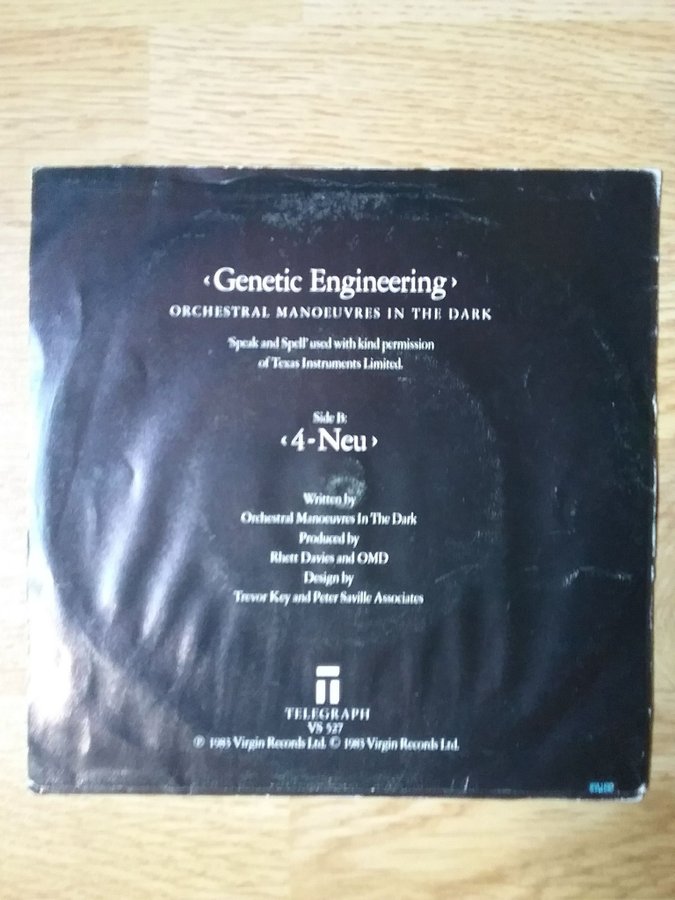 ‹Genetic Engineering›
ORCHESTRAL MANOEUVRES IN THE DARK
'Speak and Spell' used with kind permission
of Texas Instruments Limited.
Side B:
‹4-Neu›
Written by
Orchestral Manoeuvres In The Dark
Produced by
Rhett Davies and OMD
Design by
Trevor Key and Peter Saville Associates
TELEGRAPH
VS 527
℗ 1983 Virgin Records Ltd. © 1983 Virgin Records Ltd.